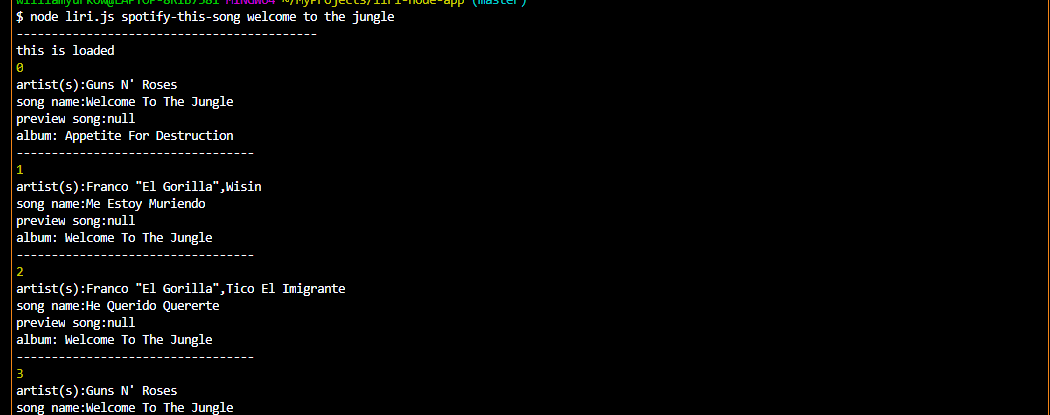 MINGW64 ~/MyProjects/liri-node-app (master)
$ node liri.js spotify-this-song welcome to the jungle
-------------------------------------------
this is loaded
0
artist(s):Guns N' Roses
song name:Welcome To The Jungle
preview song:null
album: Appetite For Destruction
----------------------------------
1
artist(s):Franco "El Gorilla",Wisin
song name:Me Estoy Muriendo
preview song:null
album: Welcome To The Jungle
----------------------------------
2
artist(s):Franco "El Gorilla",Tico El Imigrante
song name:He Querido Quererte
preview song:null
album: Welcome To The Jungle
----------------------------------
3
artist(s):Guns N' Roses
song name:Welcome To The Jungle